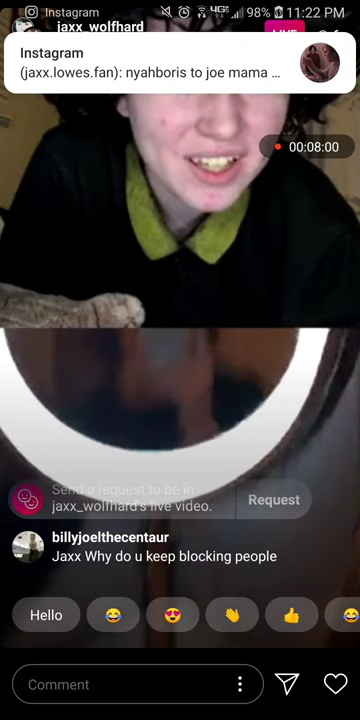 Instagram
98% 11:22 PM
jaxx_wolfhard
LIVE
Instagram
(jaxx.lowes.fan): nyahboris to joe mama ...
00:08:00
Send a request to be in
jaxx_wolfhard's live video.
Request
billyjoelthecentaur
Jaxx Why do u keep blocking people
Hello
Comment